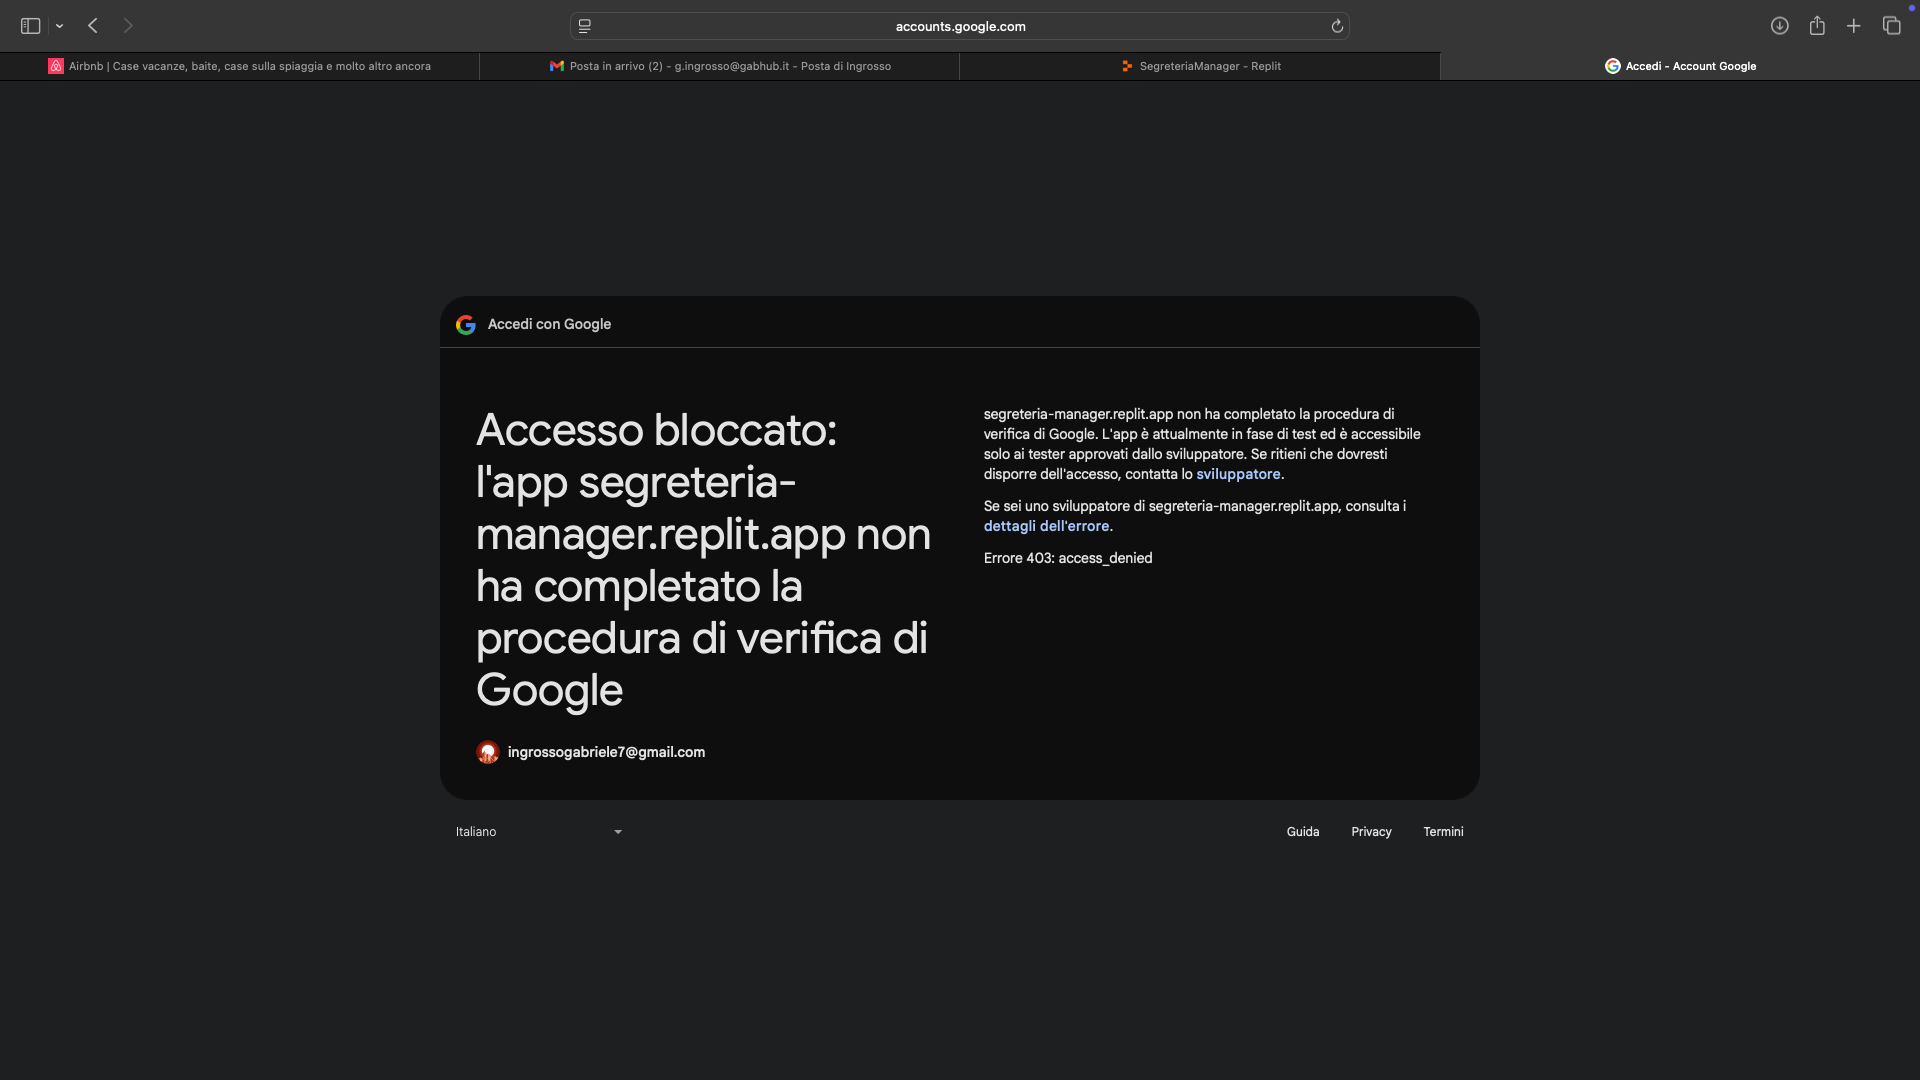 accounts.google.com
Airbnb | Case vacanze, baite, case sulla spiaggia e molto altro ancora
Posta in arrivo (2) - g.ingrosso@gabhub.it - Posta di Ingrosso
SegreteriaManager - Replit
Accedi - Account Google
Accedi con Google
Accesso bloccato:
l'app segreteria-
manager.replit.app non
ha completato la
procedura di verifica di
Google
ingrossogabriele7@gmail.com
segreteria-manager.replit.app non ha completato la procedura di
verifica di Google. L'app è attualmente in fase di test ed è accessibile
solo ai tester approvati dallo sviluppatore. Se ritieni che dovresti
disporre dell'accesso, contatta lo sviluppatore.
Se sei uno sviluppatore di segreteria-manager.replit.app, consulta i
dettagli dell'errore.
Errore 403: access_denied
Italiano
Guida
Privacy
Termini